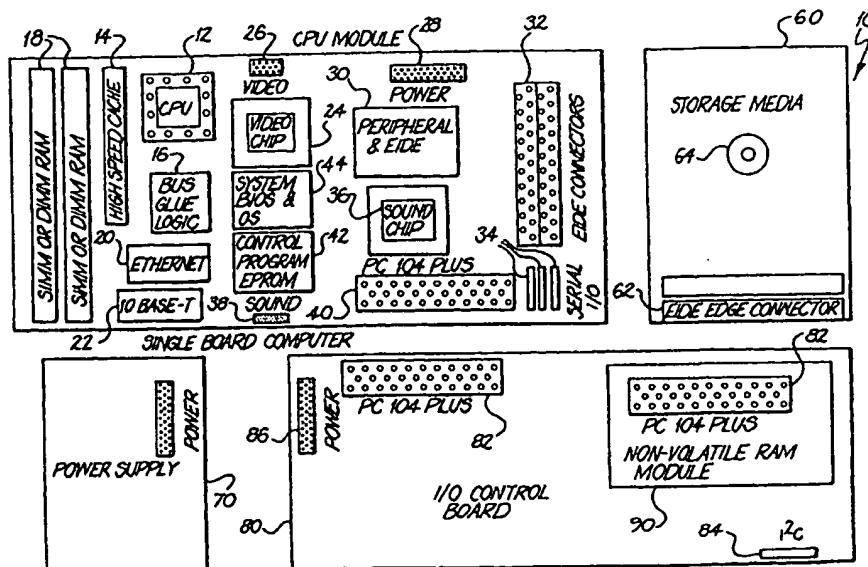 CPU MODULE
18
14
12
26
28
32
60
10
SIMM OR DIMM RAM
SIMM OR DIMM RAM
HIGH SPEED CACHE
CPU
VIDEO
VIDEO
CHIP
24
30
POWER
PERIPHERAL
& EIDE
EIDE CONNECTORS
STORAGE MEDIA
64
16
BUS
GLUE
LOGIC
SYSTEM
BIOS &
OS
44
36
SOUND
CHIP
20
ETHERNET
CONTROL
PROGRAM
EPROM
42
34
PC 104 PLUS
SERIAL
I/O
22
10 BASE-T
38
SOUND
40
62
EIDE EDGE CONNECTOR
SINGLE BOARD COMPUTER
POWER
POWER SUPPLY
70
86
POWER
PC 104 PLUS
82
80
I/O CONTROL
BOARD
82
PC 104 PLUS
NON-VOLATILE RAM
MODULE
90
84
I2C